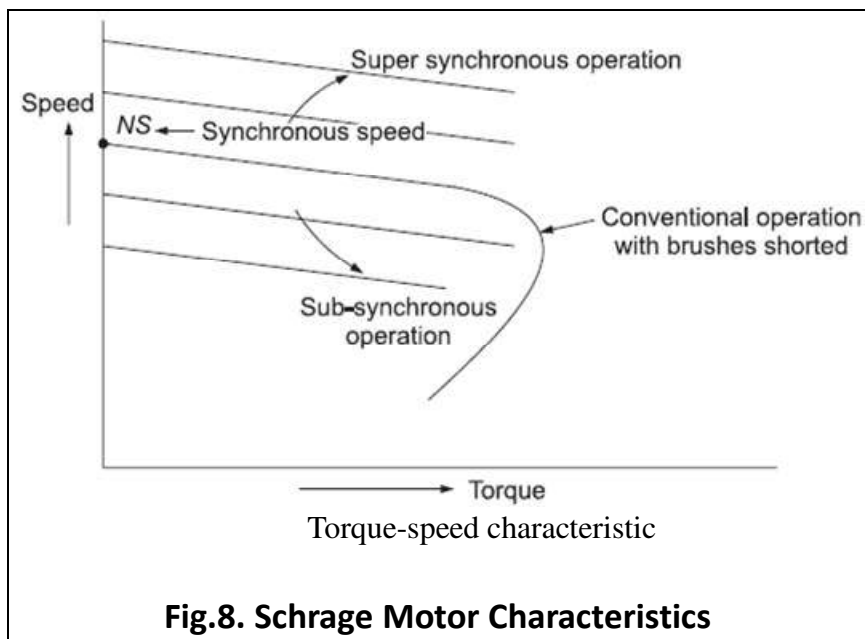 Super synchronous operation
Speed
NS
Synchronous speed
Conventional operation
with brushes shorted
Sub-synchronous
operation
Torque
Torque-speed characteristic
Fig.8. Schrage Motor Characteristics